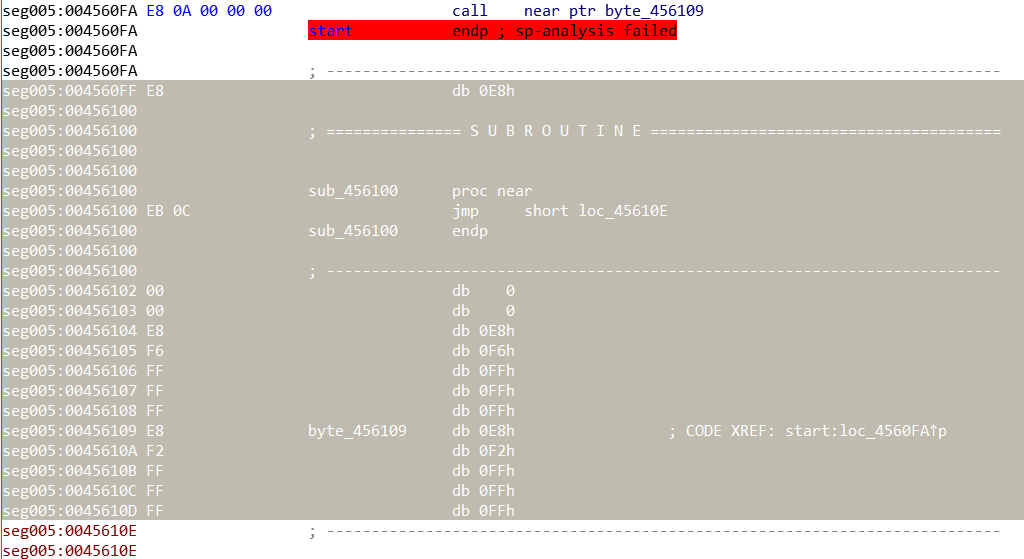 seg005:004560FA E8 0A 00 00 00 call near ptr byte_456109
seg005:004560FA start endp ; sp-analysis failed
seg005:004560FA
seg005:004560FA ; ---------------------------------------------------------------------------
seg005:004560FF E8 db 0E8h
seg005:00456100
seg005:00456100 ; =============== S U B R O U T I N E =======================================
seg005:00456100
seg005:00456100
seg005:00456100 sub_456100 proc near
seg005:00456100 EB 0C jmp short loc_45610E
seg005:00456100 sub_456100 endp
seg005:00456100
seg005:00456100 ; ---------------------------------------------------------------------------
seg005:00456102 00 db 0
seg005:00456103 00 db 0
seg005:00456104 E8 db 0E8h
seg005:00456105 F6 db 0F6h
seg005:00456106 FF db 0FFh
seg005:00456107 FF db 0FFh
seg005:00456108 FF db 0FFh
seg005:00456109 E8 byte_456109 db 0E8h ; CODE XREF: start:loc_4560FA↑p
seg005:0045610A F2 db 0F2h
seg005:0045610B FF db 0FFh
seg005:0045610C FF db 0FFh
seg005:0045610D FF db 0FFh
seg005:0045610E ; ---------------------------------------------------------------------------
seg005:0045610E